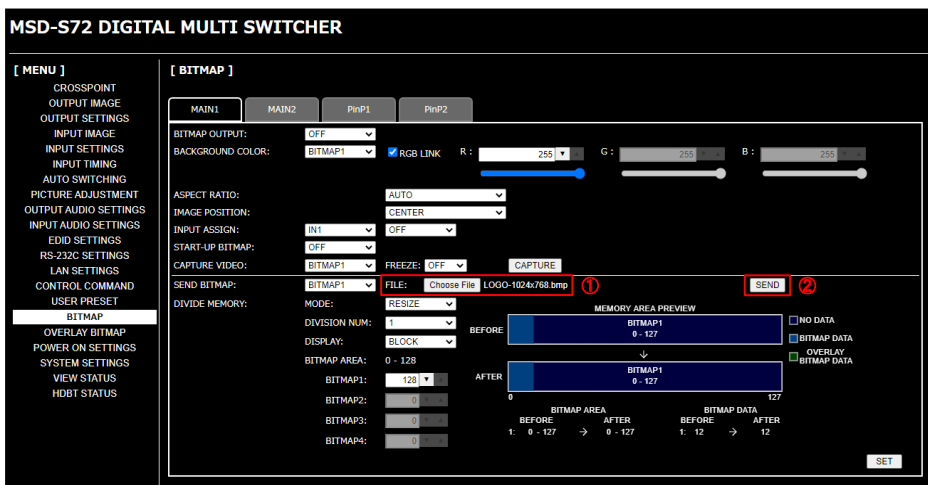 MSD-S72 DIGITAL MULTI SWITCHER
[ MENU ]
CROSSPOINT
OUTPUT IMAGE
OUTPUT SETTINGS
INPUT IMAGE
INPUT SETTINGS
INPUT TIMING
AUTO SWITCHING
PICTURE ADJUSTMENT
OUTPUT AUDIO SETTINGS
INPUT AUDIO SETTINGS
EDID SETTINGS
RS-232C SETTINGS
LAN SETTINGS
CONTROL COMMAND
USER PRESET
BITMAP
OVERLAY BITMAP
POWER ON SETTINGS
SYSTEM SETTINGS
VIEW STATUS
HDBT STATUS
[ BITMAP ]
MAIN1 MAIN2 PinP1 PinP2
BITMAP OUTPUT: OFF
BACKGROUND COLOR: BITMAP1 RGB LINK R : 255 G : 255 B : 255
ASPECT RATIO: AUTO
IMAGE POSITION: CENTER
INPUT ASSIGN: IN1 OFF
START-UP BITMAP: OFF
CAPTURE VIDEO: BITMAP1 FREEZE: OFF CAPTURE
SEND BITMAP: BITMAP1 FILE: Choose File LOGO-1024x768.bmp ① SEND ②
DIVIDE MEMORY: MODE: RESIZE
DIVISION NUM: 1
DISPLAY: BLOCK
BITMAP AREA: 0 - 128
BITMAP1: 128
BITMAP2: 0
BITMAP3: 0
BITMAP4: 0
MEMORY AREA PREVIEW
BEFORE BITMAP1
0 - 127
↓
AFTER BITMAP1
0 - 127
0 127
NO DATA
BITMAP DATA
OVERLAY
BITMAP DATA
BITMAP AREA BITMAP DATA
BEFORE AFTER BEFORE AFTER
1: 0 - 127 → 0 - 127 1: 12 → 12
SET